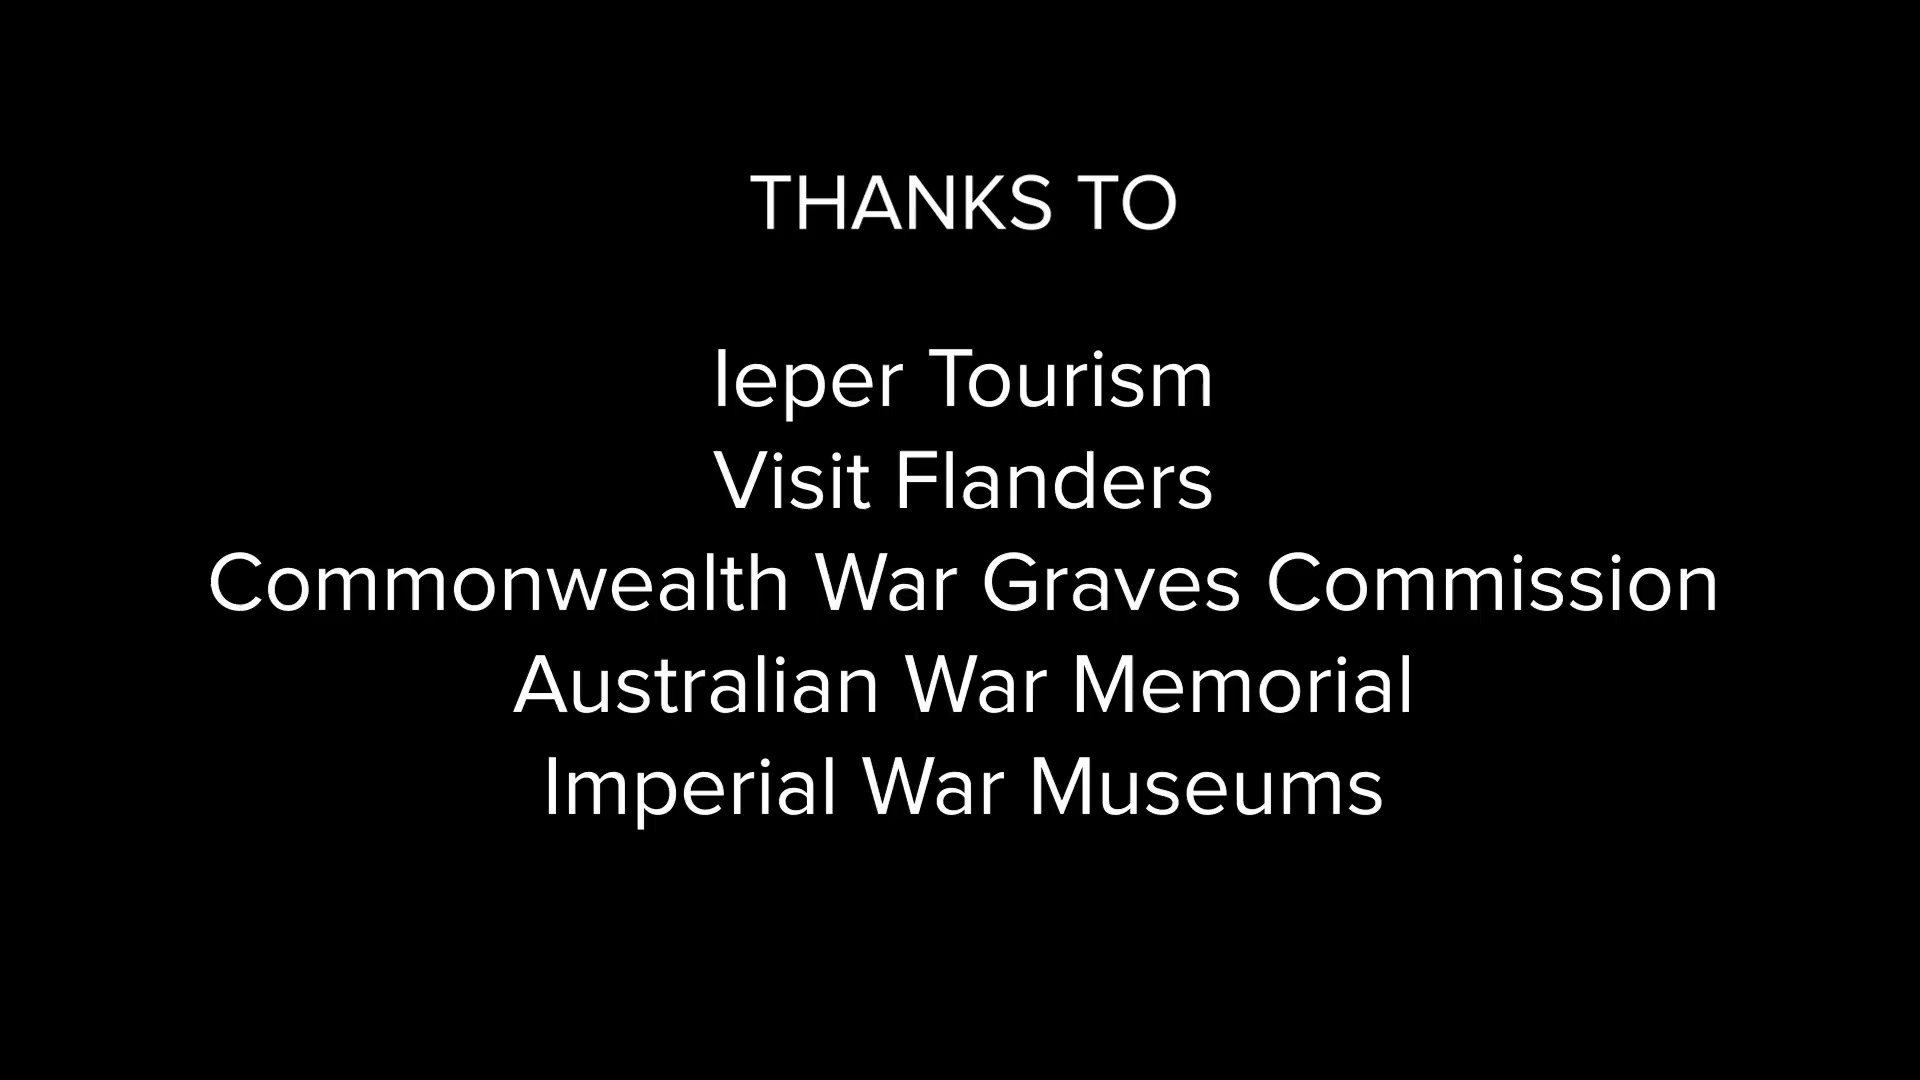 THANKS TO
Ieper Tourism
Visit Flanders
Commonwealth War Graves Commission
Australian War Memorial
Imperial War Museums